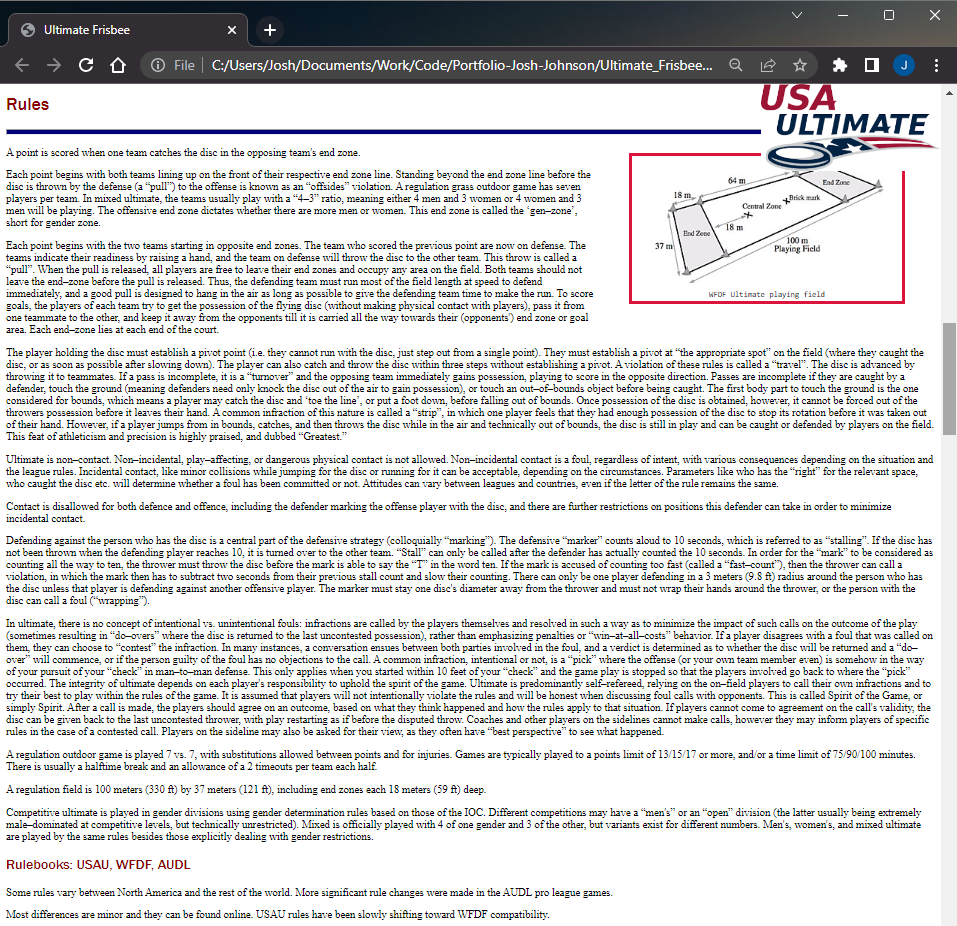 Ultimate Frisbee
File
C:/Users/Josh/Documents/Work/Code/Portfolio-Josh-Johnson/Ultimate_Frisbee...
J
Rules
USA
ULTIMATE
A point is scored when one team catches the disc in the opposing team's end zone.
Each point begins with both teams lining up on the front of their respective end zone line. Standing beyond the end zone line before the
disc is thrown by the defense (a “pull”) to the offense is known as an “offsides” violation. A regulation grass outdoor game has seven
players per team. In mixed ultimate, the teams usually play with a “4–3” ratio, meaning either 4 men and 3 women or 4 women and 3
men will be playing. The offensive end zone dictates whether there are more men or women. This end zone is called the ‘gen–zone’,
short for gender zone.
Each point begins with the two teams starting in opposite end zones. The team who scored the previous point are now on defense. The
teams indicate their readiness by raising a hand, and the team on defense will throw the disc to the other team. This throw is called a
“pull”. When the pull is released, all players are free to leave their end zones and occupy any area on the field. Both teams should not
leave the end–zone before the pull is released. Thus, the defending team must run most of the field length at speed to defend
immediately, and a good pull is designed to hang in the air as long as possible to give the defending team time to make the run. To score
goals, the players of each team try to get the possession of the flying disc (without making physical contact with players), pass it from
one teammate to the other, and keep it away from the opponents till it is carried all the way towards their (opponents') end zone or goal
area. Each end–zone lies at each end of the court.
64 m
18 m
End Zone
Central Zone
Brick mark
End Zone
18 m
37 m
100 m
Playing Field
WFDF Ultimate playing field
The player holding the disc must establish a pivot point (i.e. they cannot run with the disc, just step out from a single point). They must establish a pivot at “the appropriate spot” on the field (where they caught the
disc, or as soon as possible after slowing down). The player can also catch and throw the disc within three steps without establishing a pivot. A violation of these rules is called a “travel”. The disc is advanced by
throwing it to teammates. If a pass is incomplete, it is a “turnover” and the opposing team immediately gains possession, playing to score in the opposite direction. Passes are incomplete if they are caught by a
defender, touch the ground (meaning defenders need only knock the disc out of the air to gain possession), or touch an out–of–bounds object before being caught. The first body part to touch the ground is the one
considered for bounds, which means a player may catch the disc and ‘toe the line’, or put a foot down, before falling out of bounds. Once possession of the disc is obtained, however, it cannot be forced out of the
throwers possession before it leaves their hand. A common infraction of this nature is called a “strip”, in which one player feels that they had enough possession of the disc to stop its rotation before it was taken out
of their hand. However, if a player jumps from in bounds, catches, and then throws the disc while in the air and technically out of bounds, the disc is still in play and can be caught or defended by players on the field.
This feat of athleticism and precision is highly praised, and dubbed “Greatest.”
Ultimate is non–contact. Non–incidental, play–affecting, or dangerous physical contact is not allowed. Non–incidental contact is a foul, regardless of intent, with various consequences depending on the situation and
the league rules. Incidental contact, like minor collisions while jumping for the disc or running for it can be acceptable, depending on the circumstances. Parameters like who has the “right” for the relevant space,
who caught the disc etc. will determine whether a foul has been committed or not. Attitudes can vary between leagues and countries, even if the letter of the rule remains the same.
Contact is disallowed for both defence and offence, including the defender marking the offense player with the disc, and there are further restrictions on positions this defender can take in order to minimize
incidental contact.
Defending against the person who has the disc is a central part of the defensive strategy (colloquially “marking”). The defensive “marker” counts aloud to 10 seconds, which is referred to as “stalling”. If the disc has
not been thrown when the defending player reaches 10, it is turned over to the other team. “Stall” can only be called after the defender has actually counted the 10 seconds. In order for the “mark” to be considered as
counting all the way to ten, the thrower must throw the disc before the mark is able to say the “T” in the word ten. If the mark is accused of counting too fast (called a “fast–count”), then the thrower can call a
violation, in which the mark then has to subtract two seconds from their previous stall count and slow their counting. There can only be one player defending in a 3 meters (9.8 ft) radius around the person who has
the disc unless that player is defending against another offensive player. The marker must stay one disc's diameter away from the thrower and must not wrap their hands around the thrower, or the person with the
disc can call a foul (“wrapping”).
In ultimate, there is no concept of intentional vs. unintentional fouls: infractions are called by the players themselves and resolved in such a way as to minimize the impact of such calls on the outcome of the play
(sometimes resulting in “do–overs” where the disc is returned to the last uncontested possession), rather than emphasizing penalties or “win–at–all–costs” behavior. If a player disagrees with a foul that was called on
them, they can choose to “contest” the infraction. In many instances, a conversation ensues between both parties involved in the foul, and a verdict is determined as to whether the disc will be returned and a “do–
over” will commence, or if the person guilty of the foul has no objections to the call. A common infraction, intentional or not, is a “pick” where the offense (or your own team member even) is somehow in the way
of your pursuit of your “check” in man–to–man defense. This only applies when you started within 10 feet of your “check” and the game play is stopped so that the players involved go back to where the “pick”
occurred. The integrity of ultimate depends on each player's responsibility to uphold the spirit of the game. Ultimate is predominantly self–refereed, relying on the on–field players to call their own infractions and to
try their best to play within the rules of the game. It is assumed that players will not intentionally violate the rules and will be honest when discussing foul calls with opponents. This is called Spirit of the Game, or
simply Spirit. After a call is made, the players should agree on an outcome, based on what they think happened and how the rules apply to that situation. If players cannot come to agreement on the call's validity, the
disc can be given back to the last uncontested thrower, with play restarting as if before the disputed throw. Coaches and other players on the sidelines cannot make calls, however they may inform players of specific
rules in the case of a contested call. Players on the sideline may also be asked for their view, as they often have “best perspective” to see what happened.
A regulation outdoor game is played 7 vs. 7, with substitutions allowed between points and for injuries. Games are typically played to a points limit of 13/15/17 or more, and/or a time limit of 75/90/100 minutes.
There is usually a halftime break and an allowance of a 2 timeouts per team each half.
A regulation field is 100 meters (330 ft) by 37 meters (121 ft), including end zones each 18 meters (59 ft) deep.
Competitive ultimate is played in gender divisions using gender determination rules based on those of the IOC. Different competitions may have a “men's” or an “open” division (the latter usually being extremely
male–dominated at competitive levels, but technically unrestricted). Mixed is officially played with 4 of one gender and 3 of the other, but variants exist for different numbers. Men's, women's, and mixed ultimate
are played by the same rules besides those explicitly dealing with gender restrictions.
Rulebooks: USAU, WFDF, AUDL
Some rules vary between North America and the rest of the world. More significant rule changes were made in the AUDL pro league games.
Most differences are minor and they can be found online. USAU rules have been slowly shifting toward WFDF compatibility.